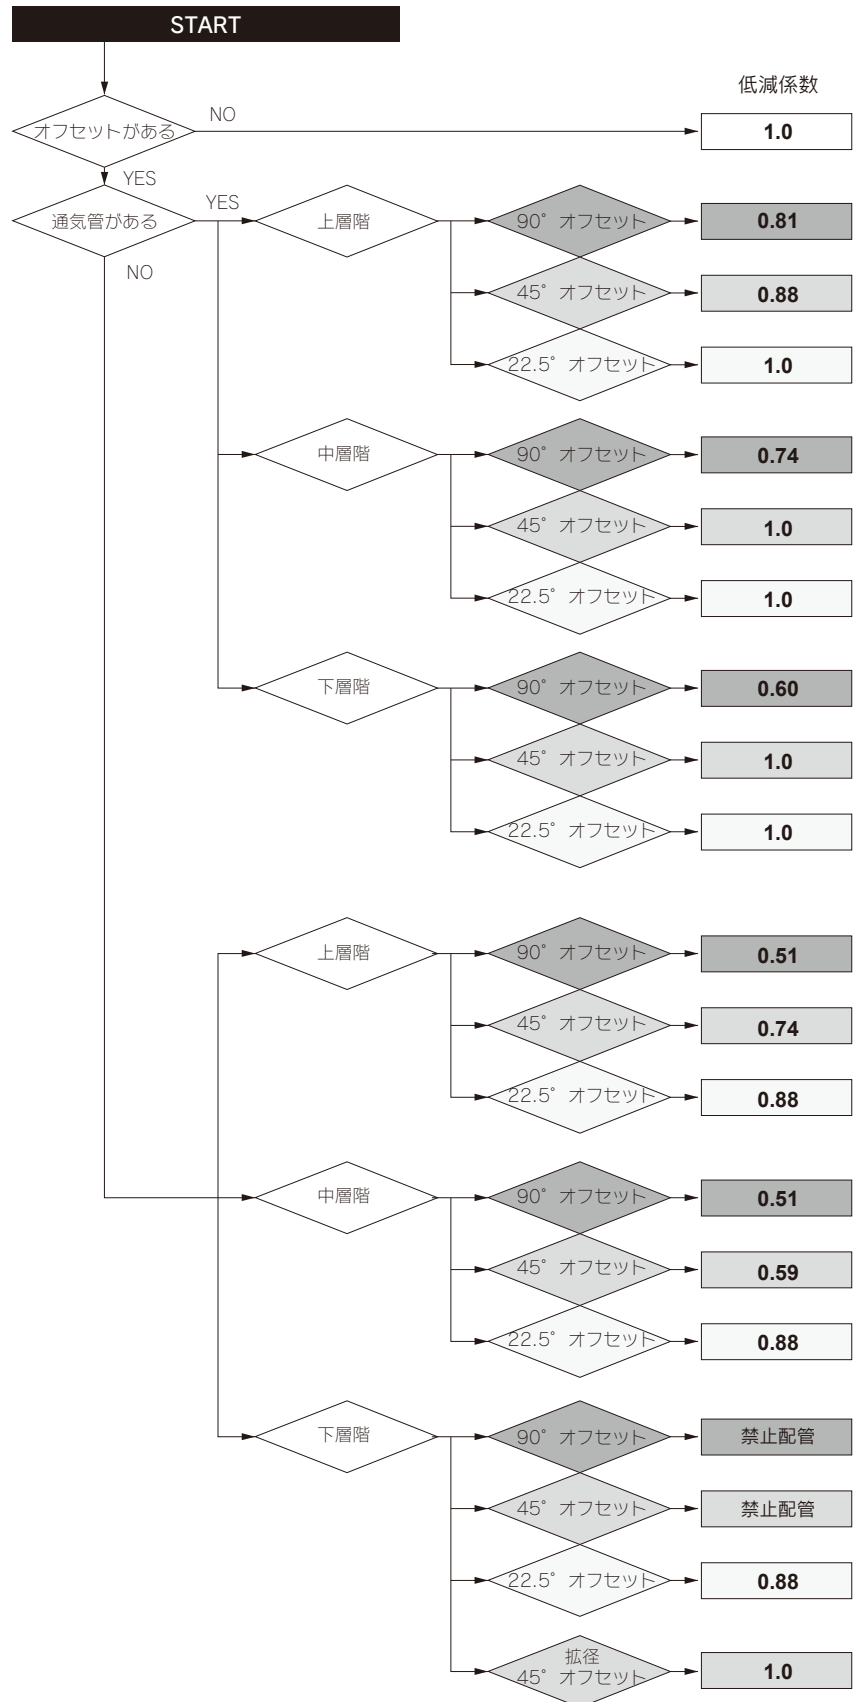 START
低減係数
オフセットがある
NO
1.0
YES
通気管がある
YES
NO
上層階
90° オフセット
0.81
45° オフセット
0.88
22.5° オフセット
1.0
中層階
90° オフセット
0.74
45° オフセット
1.0
22.5° オフセット
1.0
下層階
90° オフセット
0.60
45° オフセット
1.0
22.5° オフセット
1.0
上層階
90° オフセット
0.51
45° オフセット
0.74
22.5° オフセット
0.88
中層階
90° オフセット
0.51
45° オフセット
0.59
22.5° オフセット
0.88
下層階
90° オフセット
禁止配管
45° オフセット
禁止配管
22.5° オフセット
0.88
拡径
45° オフセット
1.0